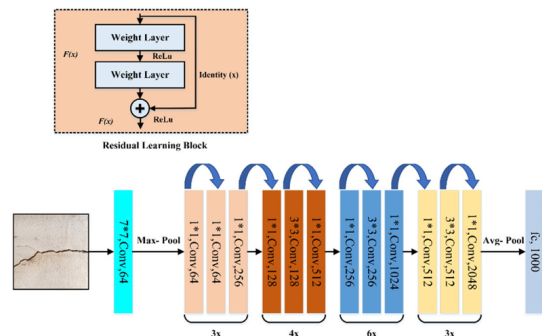 Weight Layer
F(x)
ReLu
Weight Layer
Identity (x)
+
F(x)
ReLu
Residual Learning Block
7*7,Conv,64
Max- Pool
1*1,Conv,64
1*1,Conv,64
1*1,Conv,256
1*1,Conv,128
3*3,Conv,128
1*1,Conv,512
1*1,Conv,256
3*3,Conv,256
1*1,Conv,1024
1*1,Conv,512
3*3,Conv,512
1*1,Conv,2048
Avg- Pool
fc, 1000
3x
4x
6x
3x